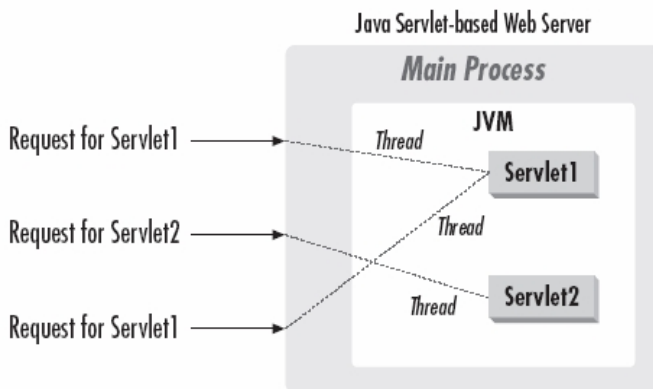 Java Servlet-based Web Server
Main Process
JVM
Request for Servlet1
Thread
Servlet1
Thread
Request for Servlet2
Thread
Servlet2
Request for Servlet1